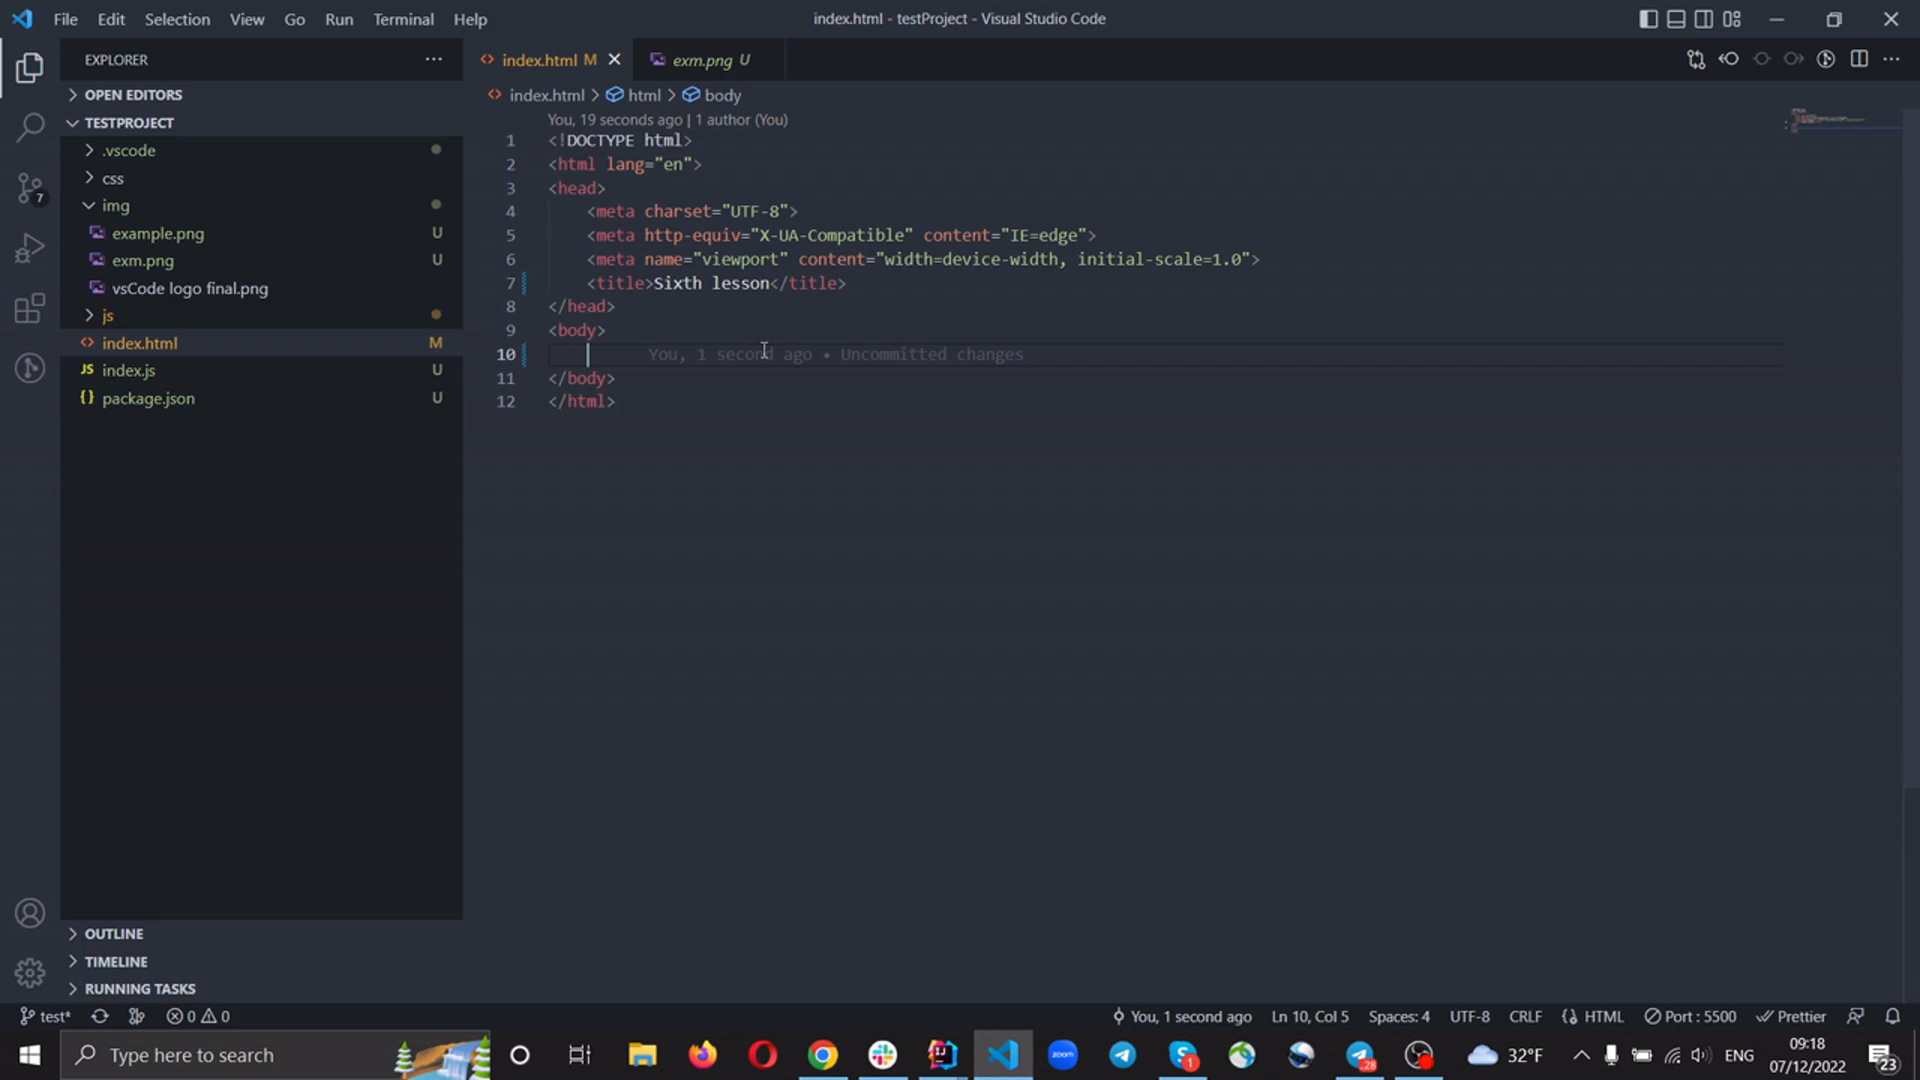 File Edit Selection View Go Run Terminal Help
index.html - testProject - Visual Studio Code
EXPLORER
OPEN EDITORS
TESTPROJECT
.vscode
css
img
example.png U
exm.png U
vsCode logo final.png
js
index.html M
JS index.js U
{} package.json U
OUTLINE
TIMELINE
RUNNING TASKS
7
index.html M
exm.png U
index.html > html > body
You, 19 seconds ago | 1 author (You)
1 <!DOCTYPE html>
2 <html lang="en">
3 <head>
4 <meta charset="UTF-8">
5 <meta http-equiv="X-UA-Compatible" content="IE=edge">
6 <meta name="viewport" content="width=device-width, initial-scale=1.0">
7 <title>Sixth lesson</title>
8 </head>
9 <body>
10 You, 1 second ago • Uncommitted changes
11 </body>
12 </html>
test* 0 0
You, 1 second ago Ln 10, Col 5 Spaces: 4 UTF-8 CRLF {} HTML Port : 5500 Prettier
Type here to search
zoom
1
28
32°F
ENG
09:18
07/12/2022
23